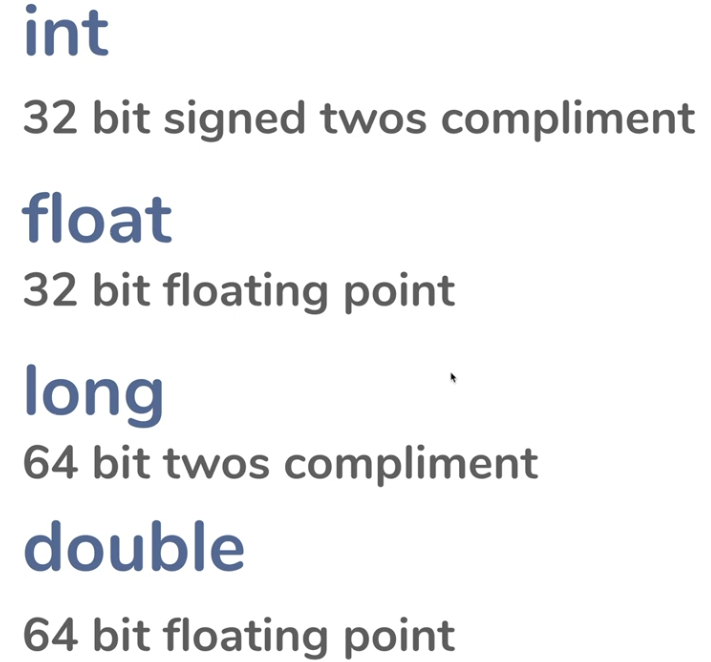 int
32 bit signed twos compliment
float
32 bit floating point
long
64 bit twos compliment
double
64 bit floating point